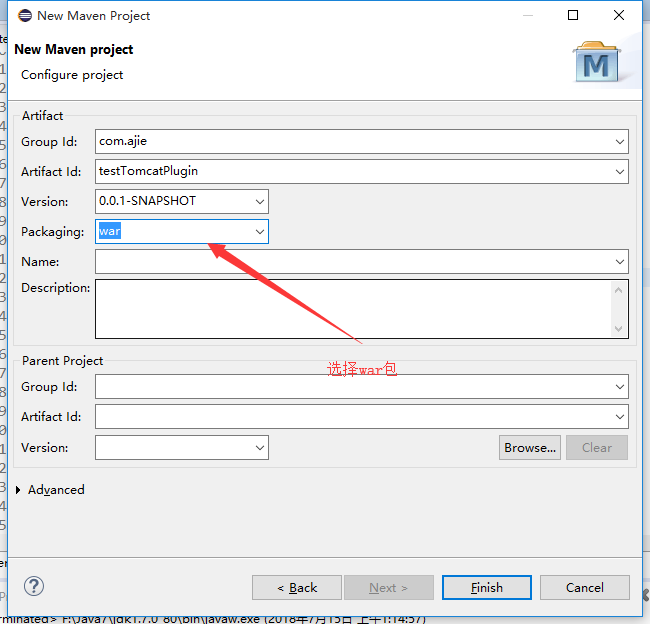 New Maven Project
New Maven project
Configure project
M
Artifact
Group Id: com.ajie
Artifact Id: testTomcatPlugin
Version: 0.0.1-SNAPSHOT
Packaging: war
Name:
Description:
选择war包
Parent Project
Group Id:
Artifact Id:
Version: Browse... Clear
Advanced
? < Back Next > Finish Cancel
rminated> F:\Java7\jdk1.7.0_80\bin\javaw.exe (2018年7月15日 上午1:14:57)